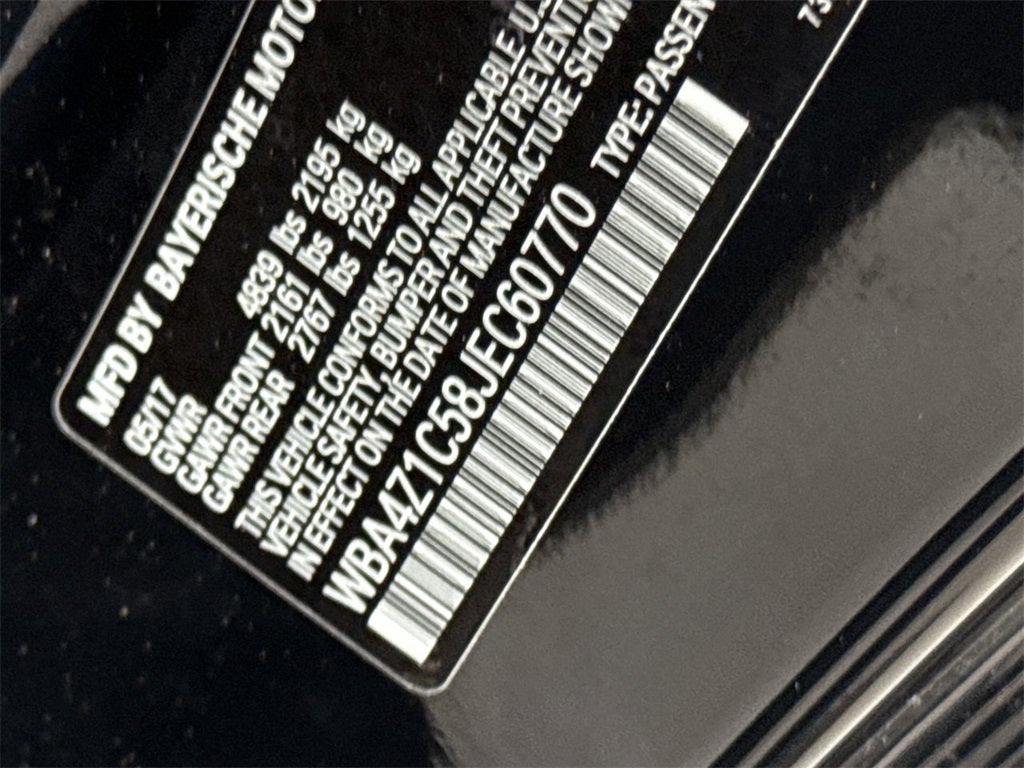 MFD BY BAYERISCHE MOTO
05/17
GVWR 4839 lbs 2195 kg
GAWR FRONT 2161 lbs 980 kg
GAWR REAR 2767 lbs 1255 kg
THIS VEHICLE CONFORMS TO ALL APPLICABLE U.
VEHICLE SAFETY, BUMPER AND THEFT PREVENTI
IN EFFECT ON THE DATE OF MANUFACTURE SHOW
WBA4Z1C58JEC60770 TYPE: PASSEN
73